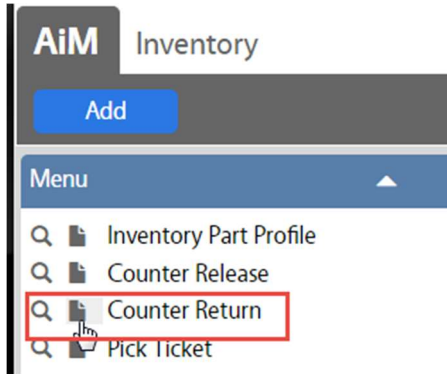 AiM Inventory
Add
Menu
Inventory Part Profile
Counter Release
Counter Return
Pick Ticket